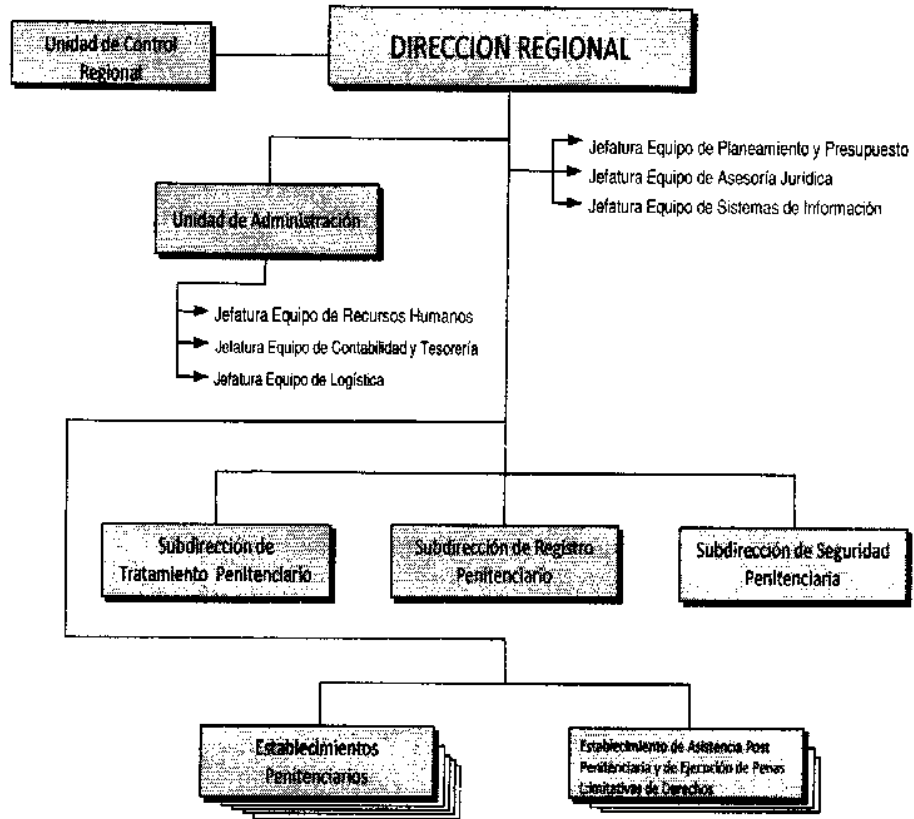 Unidad de Control
Regional
DIRECCION REGIONAL
Jefatura Equipo de Planeamiento y Presupuesto
Jefatura Equipo de Asesoría Jurídica
Jefatura Equipo de Sistemas de Información
Unidad de Administración
Jefatura Equipo de Recursos Humanos
Jefatura Equipo de Contabilidad y Tesorería
Jefatura Equipo de Logística
Subdirección de
Tratamiento Penitenciario
Subdirección de Registro
Penitenciario
Subdirección de Seguridad
Penitenciaria
Establecimientos
Penitenciarios
Establecimiento de Asistencia Post
Penitenciaria y de Ejecución de Penas
Limitativas de Derechos